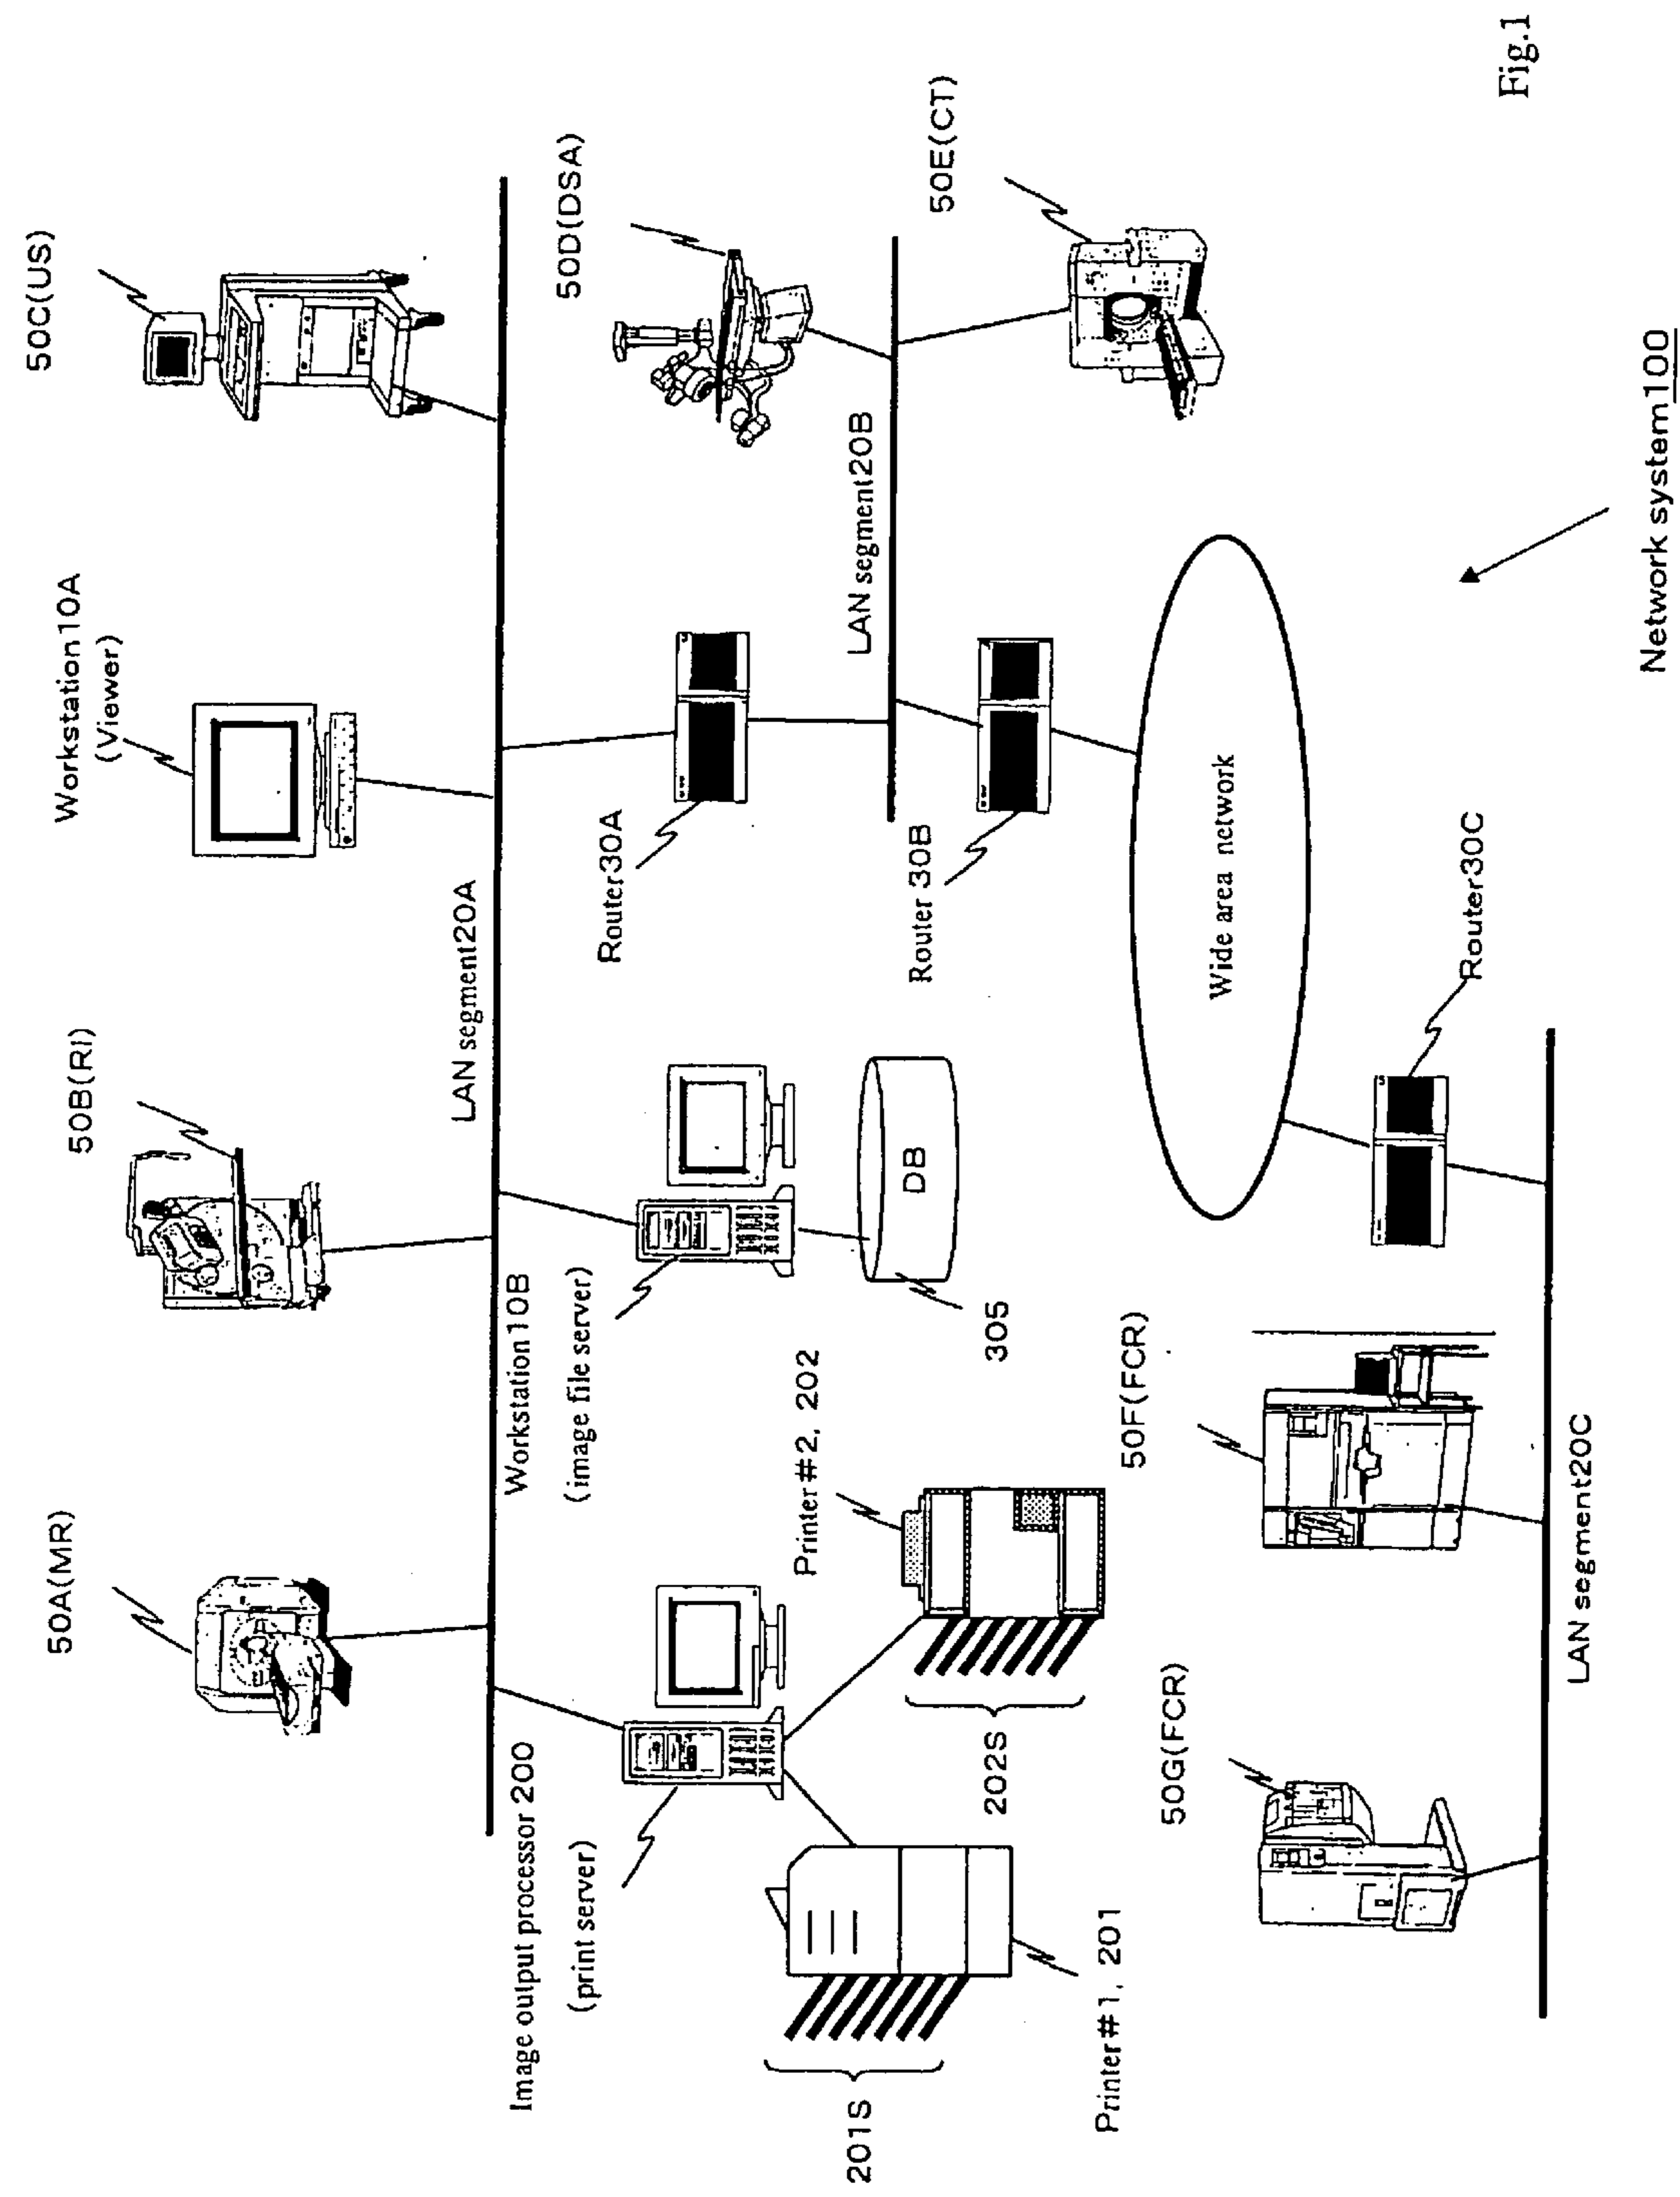 50A(MR)
50B(RI)
Workstation10A
(Viewer)
50C(US)
LAN segment20A
Image output processor 200
(print server)
Workstation10B
(image file server)
Router30A
50D(DSA)
201S
Printer#1, 201
202S
Printer#2, 202
305
DB
LAN segment20B
Router 30B
50E(CT)
50G(FCR)
50F(FCR)
Wide area network
Router30C
LAN segment20C
Network system100
Fig.1